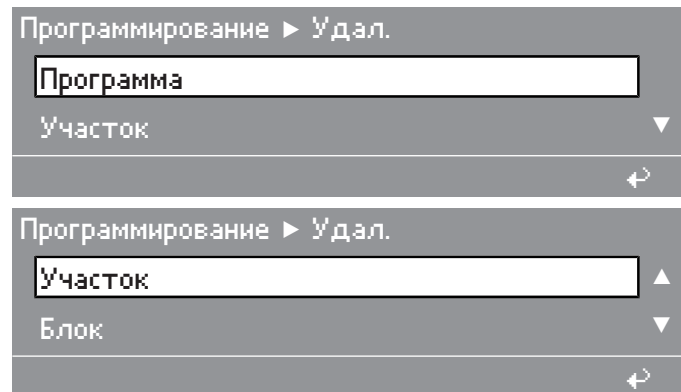 Программирование ► Удал.
Программа
Участок
Программирование ► Удал.
Участок
Блок